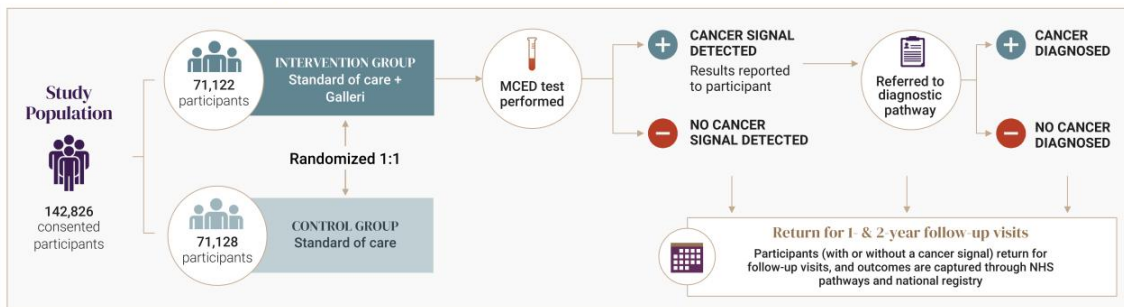 Study
Population
142,826
consented
participants
71,122
participants
INTERVENTION GROUP
Standard of care +
Galleri
Randomized 1:1
71,128
participants
CONTROL GROUP
Standard of care
MCED test
performed
CANCER SIGNAL
DETECTED
Results reported
to participant
NO CANCER
SIGNAL DETECTED
Referred to
diagnostic
pathway
CANCER
DIAGNOSED
NO CANCER
DIAGNOSED
Return for 1- & 2-year follow-up visits
Participants (with or without a cancer signal) return for
follow-up visits, and outcomes are captured through NHS
pathways and national registry